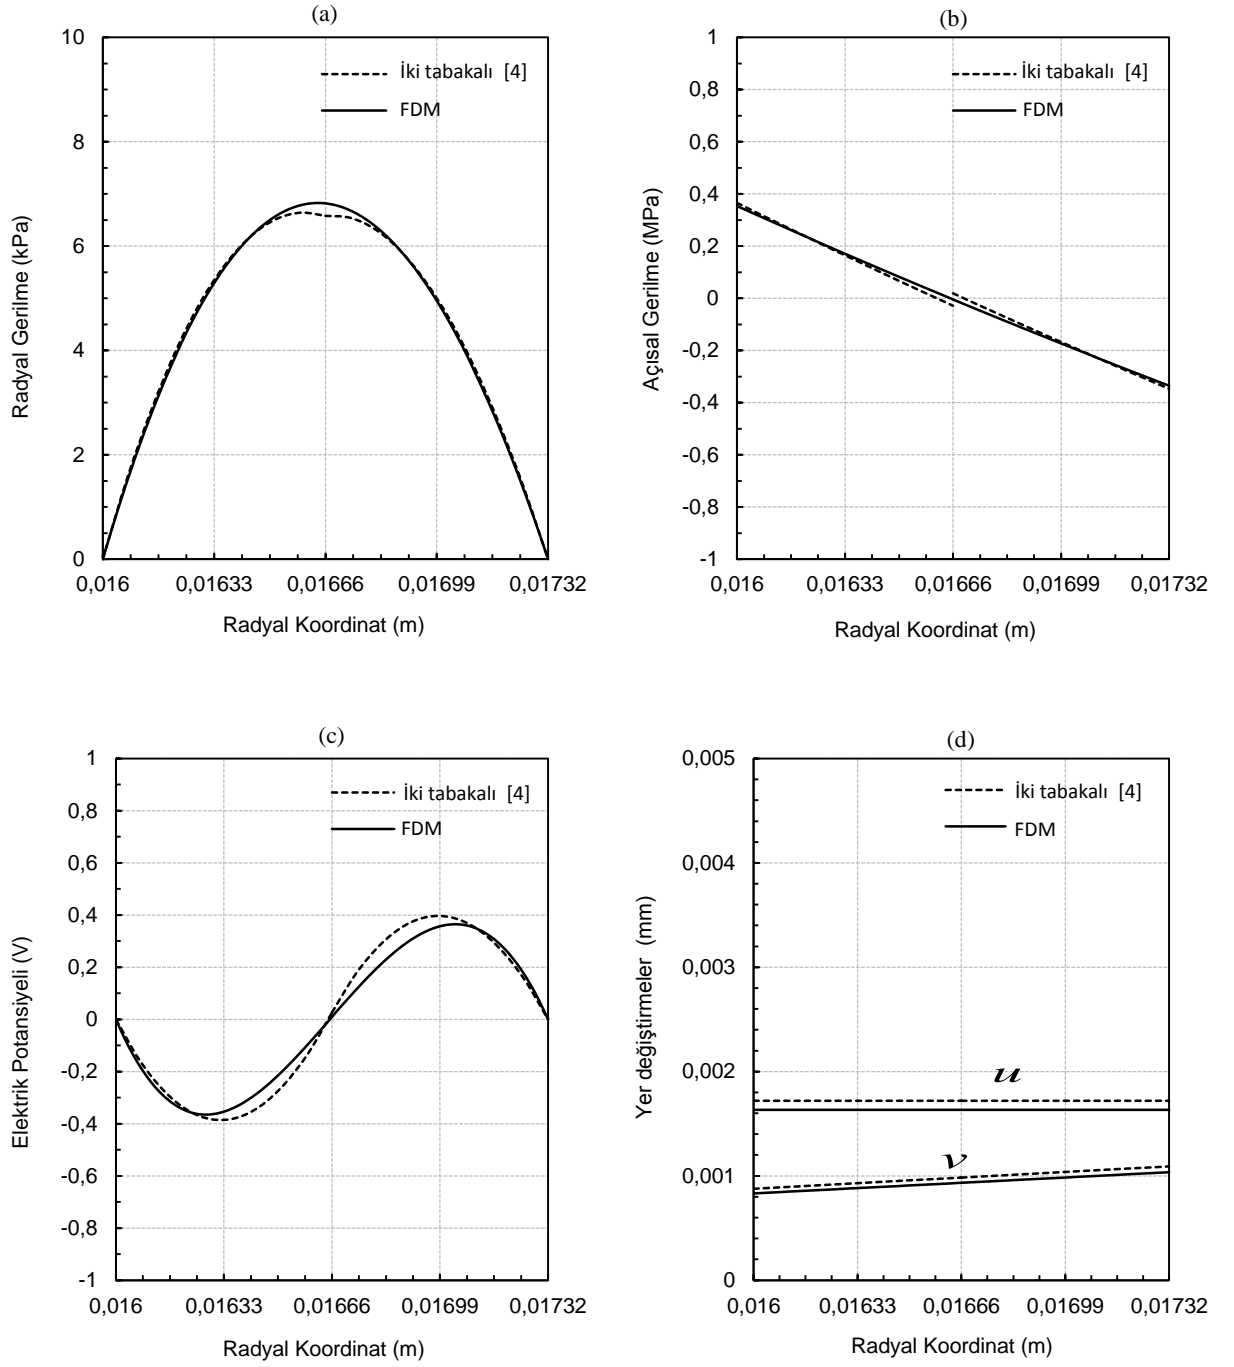 (a)
10
8
6
4
2
0
0,016 0,01633 0,01666 0,01699 0,01732
Radyal Gerilme (kPa)
Radyal Koordinat (m)
İki tabakalı [4]
FDM
(b)
1
0,8
0,6
0,4
0,2
0
-0,2
-0,4
-0,6
-0,8
-1
0,016 0,01633 0,01666 0,01699 0,01732
Açısal Gerilme (MPa)
Radyal Koordinat (m)
İki tabakalı [4]
FDM
(c)
1
0,8
0,6
0,4
0,2
0
-0,2
-0,4
-0,6
-0,8
-1
0,016 0,01633 0,01666 0,01699 0,01732
Elektrik Potansiyeli (V)
Radyal Koordinat (m)
İki tabakalı [4]
FDM
(d)
0,005
0,004
0,003
0,002
0,001
0
0,016 0,01633 0,01666 0,01699 0,01732
Yer değiştirmeler (mm)
Radyal Koordinat (m)
İki tabakalı [4]
FDM
u
v